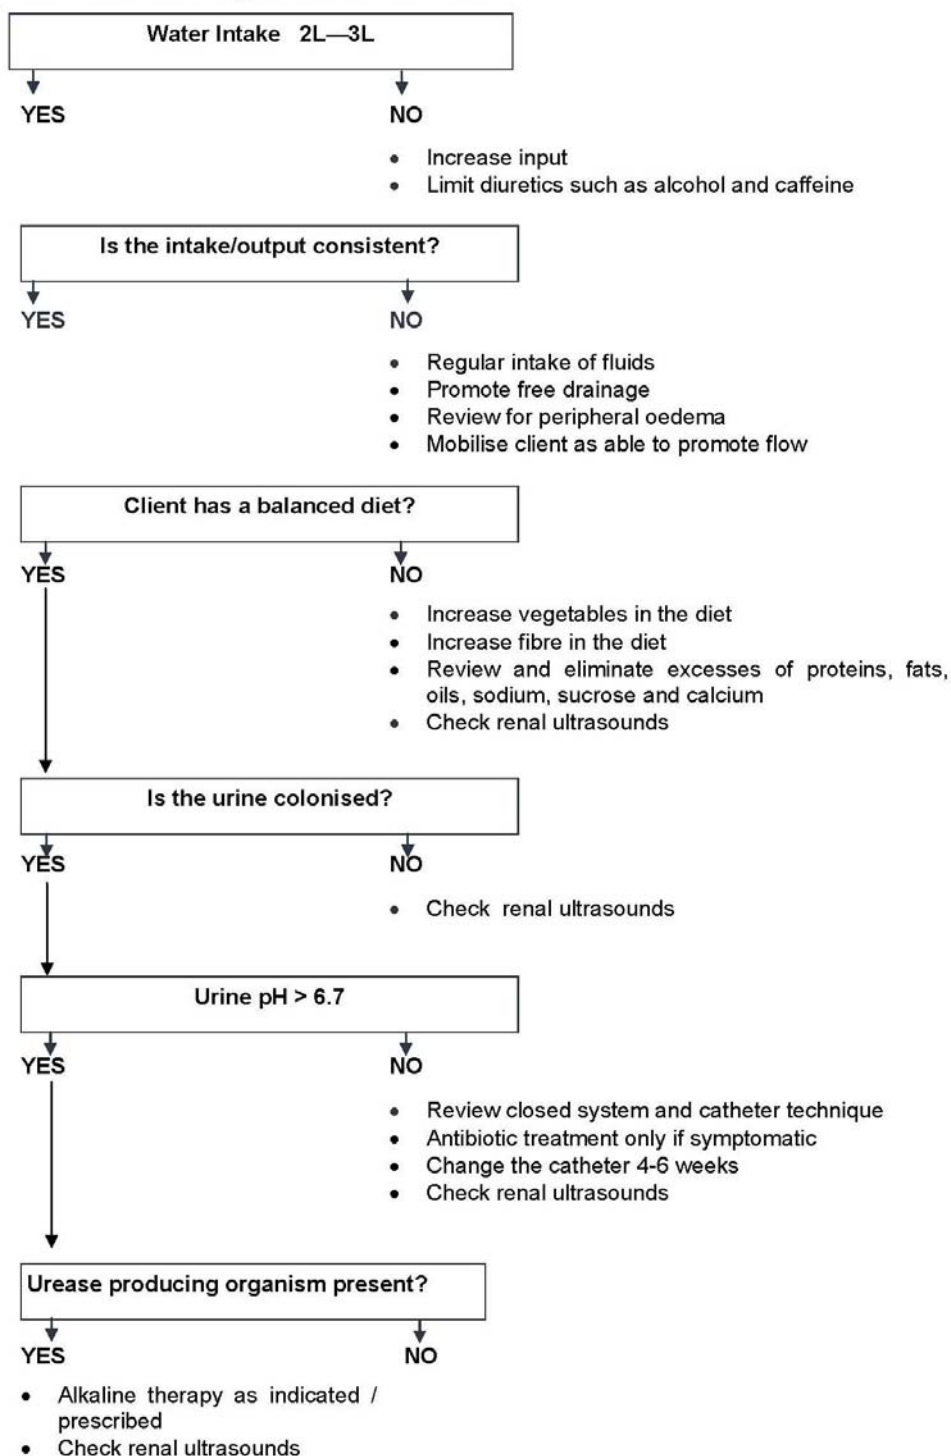 Water Intake 2L—3L
YES NO
• Increase input
• Limit diuretics such as alcohol and caffeine
Is the intake/output consistent?
YES NO
• Regular intake of fluids
• Promote free drainage
• Review for peripheral oedema
• Mobilise client as able to promote flow
Client has a balanced diet?
YES NO
• Increase vegetables in the diet
• Increase fibre in the diet
• Review and eliminate excesses of proteins, fats,
oils, sodium, sucrose and calcium
• Check renal ultrasounds
Is the urine colonised?
YES NO
• Check renal ultrasounds
Urine pH > 6.7
YES NO
• Review closed system and catheter technique
• Antibiotic treatment only if symptomatic
• Change the catheter 4-6 weeks
• Check renal ultrasounds
Urease producing organism present?
YES NO
• Alkaline therapy as indicated /
prescribed
• Check renal ultrasounds